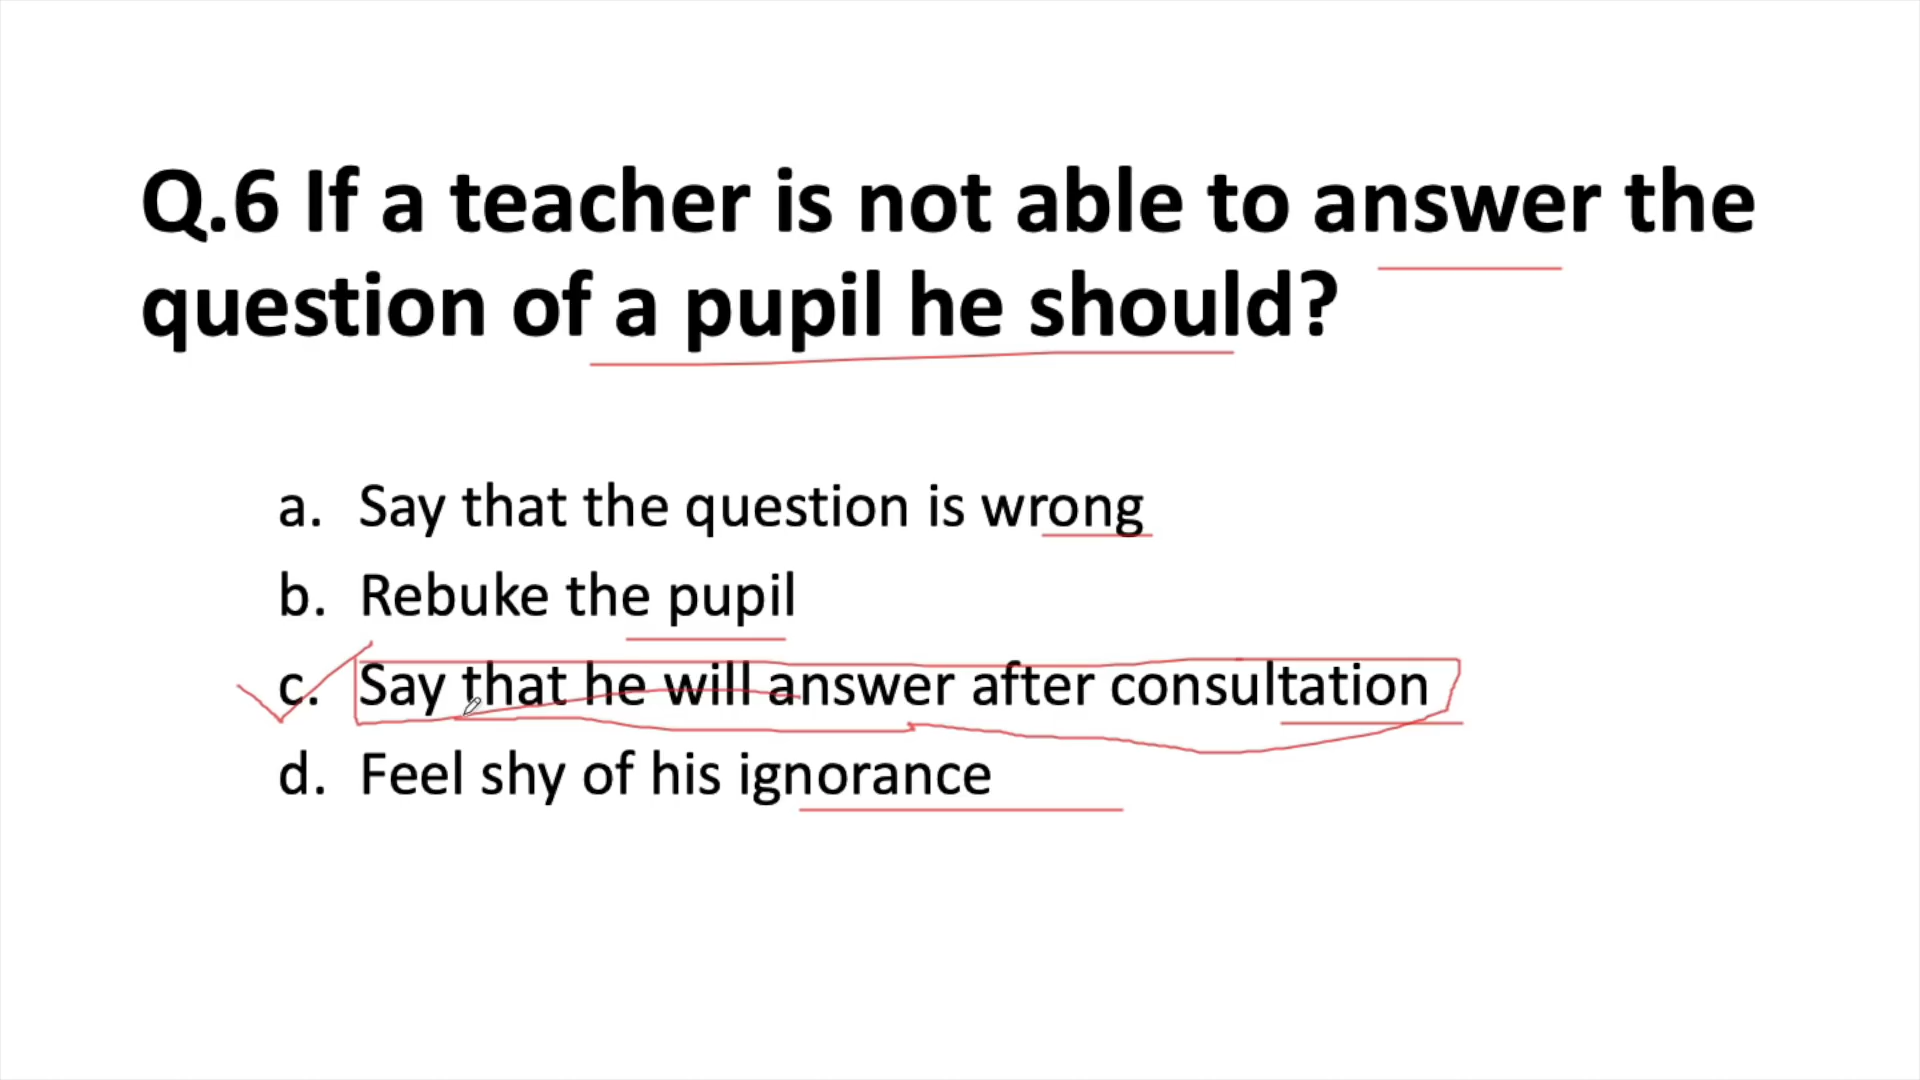 Q.6 If a teacher is not able to answer the
question of a pupil he should?
a. Say that the question is wrong
b. Rebuke the pupil
c. Say that he will answer after consultation
d. Feel shy of his ignorance